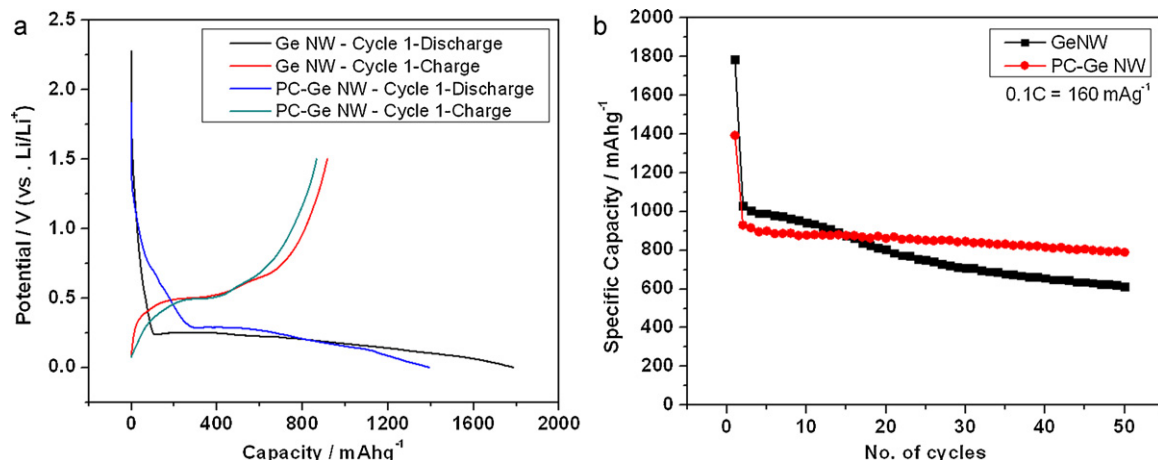 a
2.5
2.0
1.5
1.0
0.5
0.0
Potential / V (vs . Li/Li⁺)
Ge NW - Cycle 1-Discharge
Ge NW - Cycle 1-Charge
PC-Ge NW - Cycle 1-Discharge
PC-Ge NW - Cycle 1-Charge
0 400 800 1200 1600 2000
Capacity / mAhg⁻¹
b
2000
1800
1600
1400
1200
1000
800
600
400
200
0
Specific Capacity / mAhg⁻¹
GeNW
PC-Ge NW
0.1C = 160 mAg⁻¹
0 10 20 30 40 50
No. of cycles